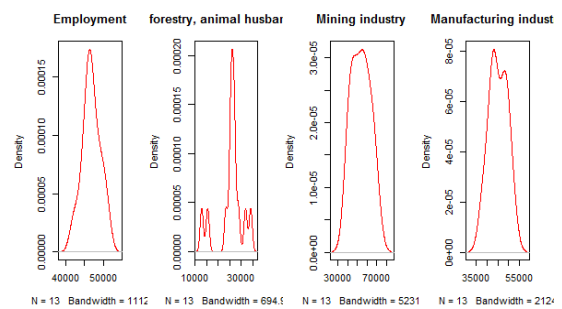 Employment
forestry, animal husbar
Mining industry
Manufacturing indust
Density
0.00000 0.00005 0.00010 0.00015
40000 50000
N = 13 Bandwidth = 1112
Density
0.00000 0.00005 0.00010 0.00015 0.00020
10000 30000
N = 13 Bandwidth = 694.9
Density
0.0e+00 1.0e-05 2.0e-05 3.0e-05
30000 70000
N = 13 Bandwidth = 5231
Density
0e+00 2e-05 4e-05 6e-05 8e-05
35000 55000
N = 13 Bandwidth = 2124